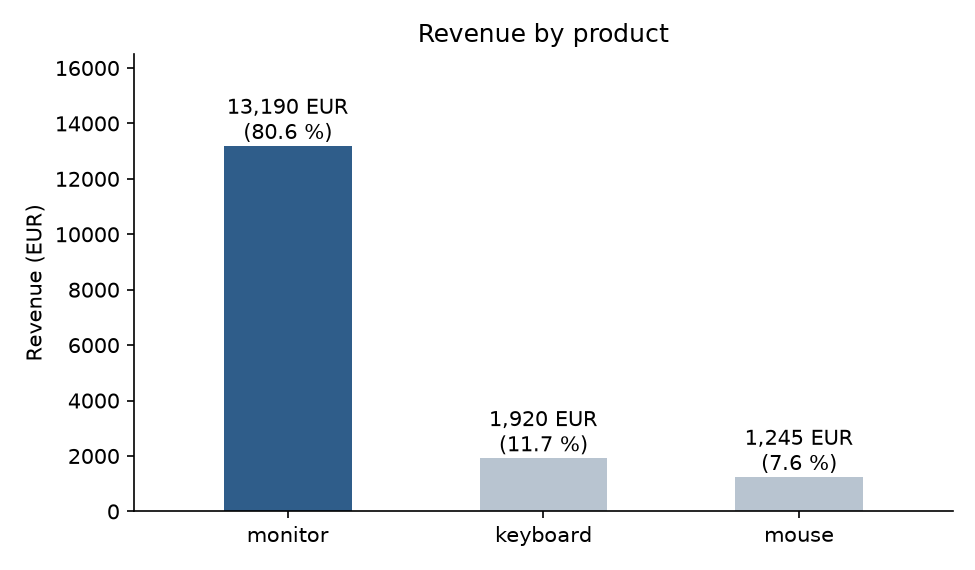 Revenue by product
Revenue (EUR)
16000
14000
12000
10000
8000
6000
4000
2000
0
13,190 EUR
(80.6 %)
1,920 EUR
(11.7 %)
1,245 EUR
(7.6 %)
monitor
keyboard
mouse